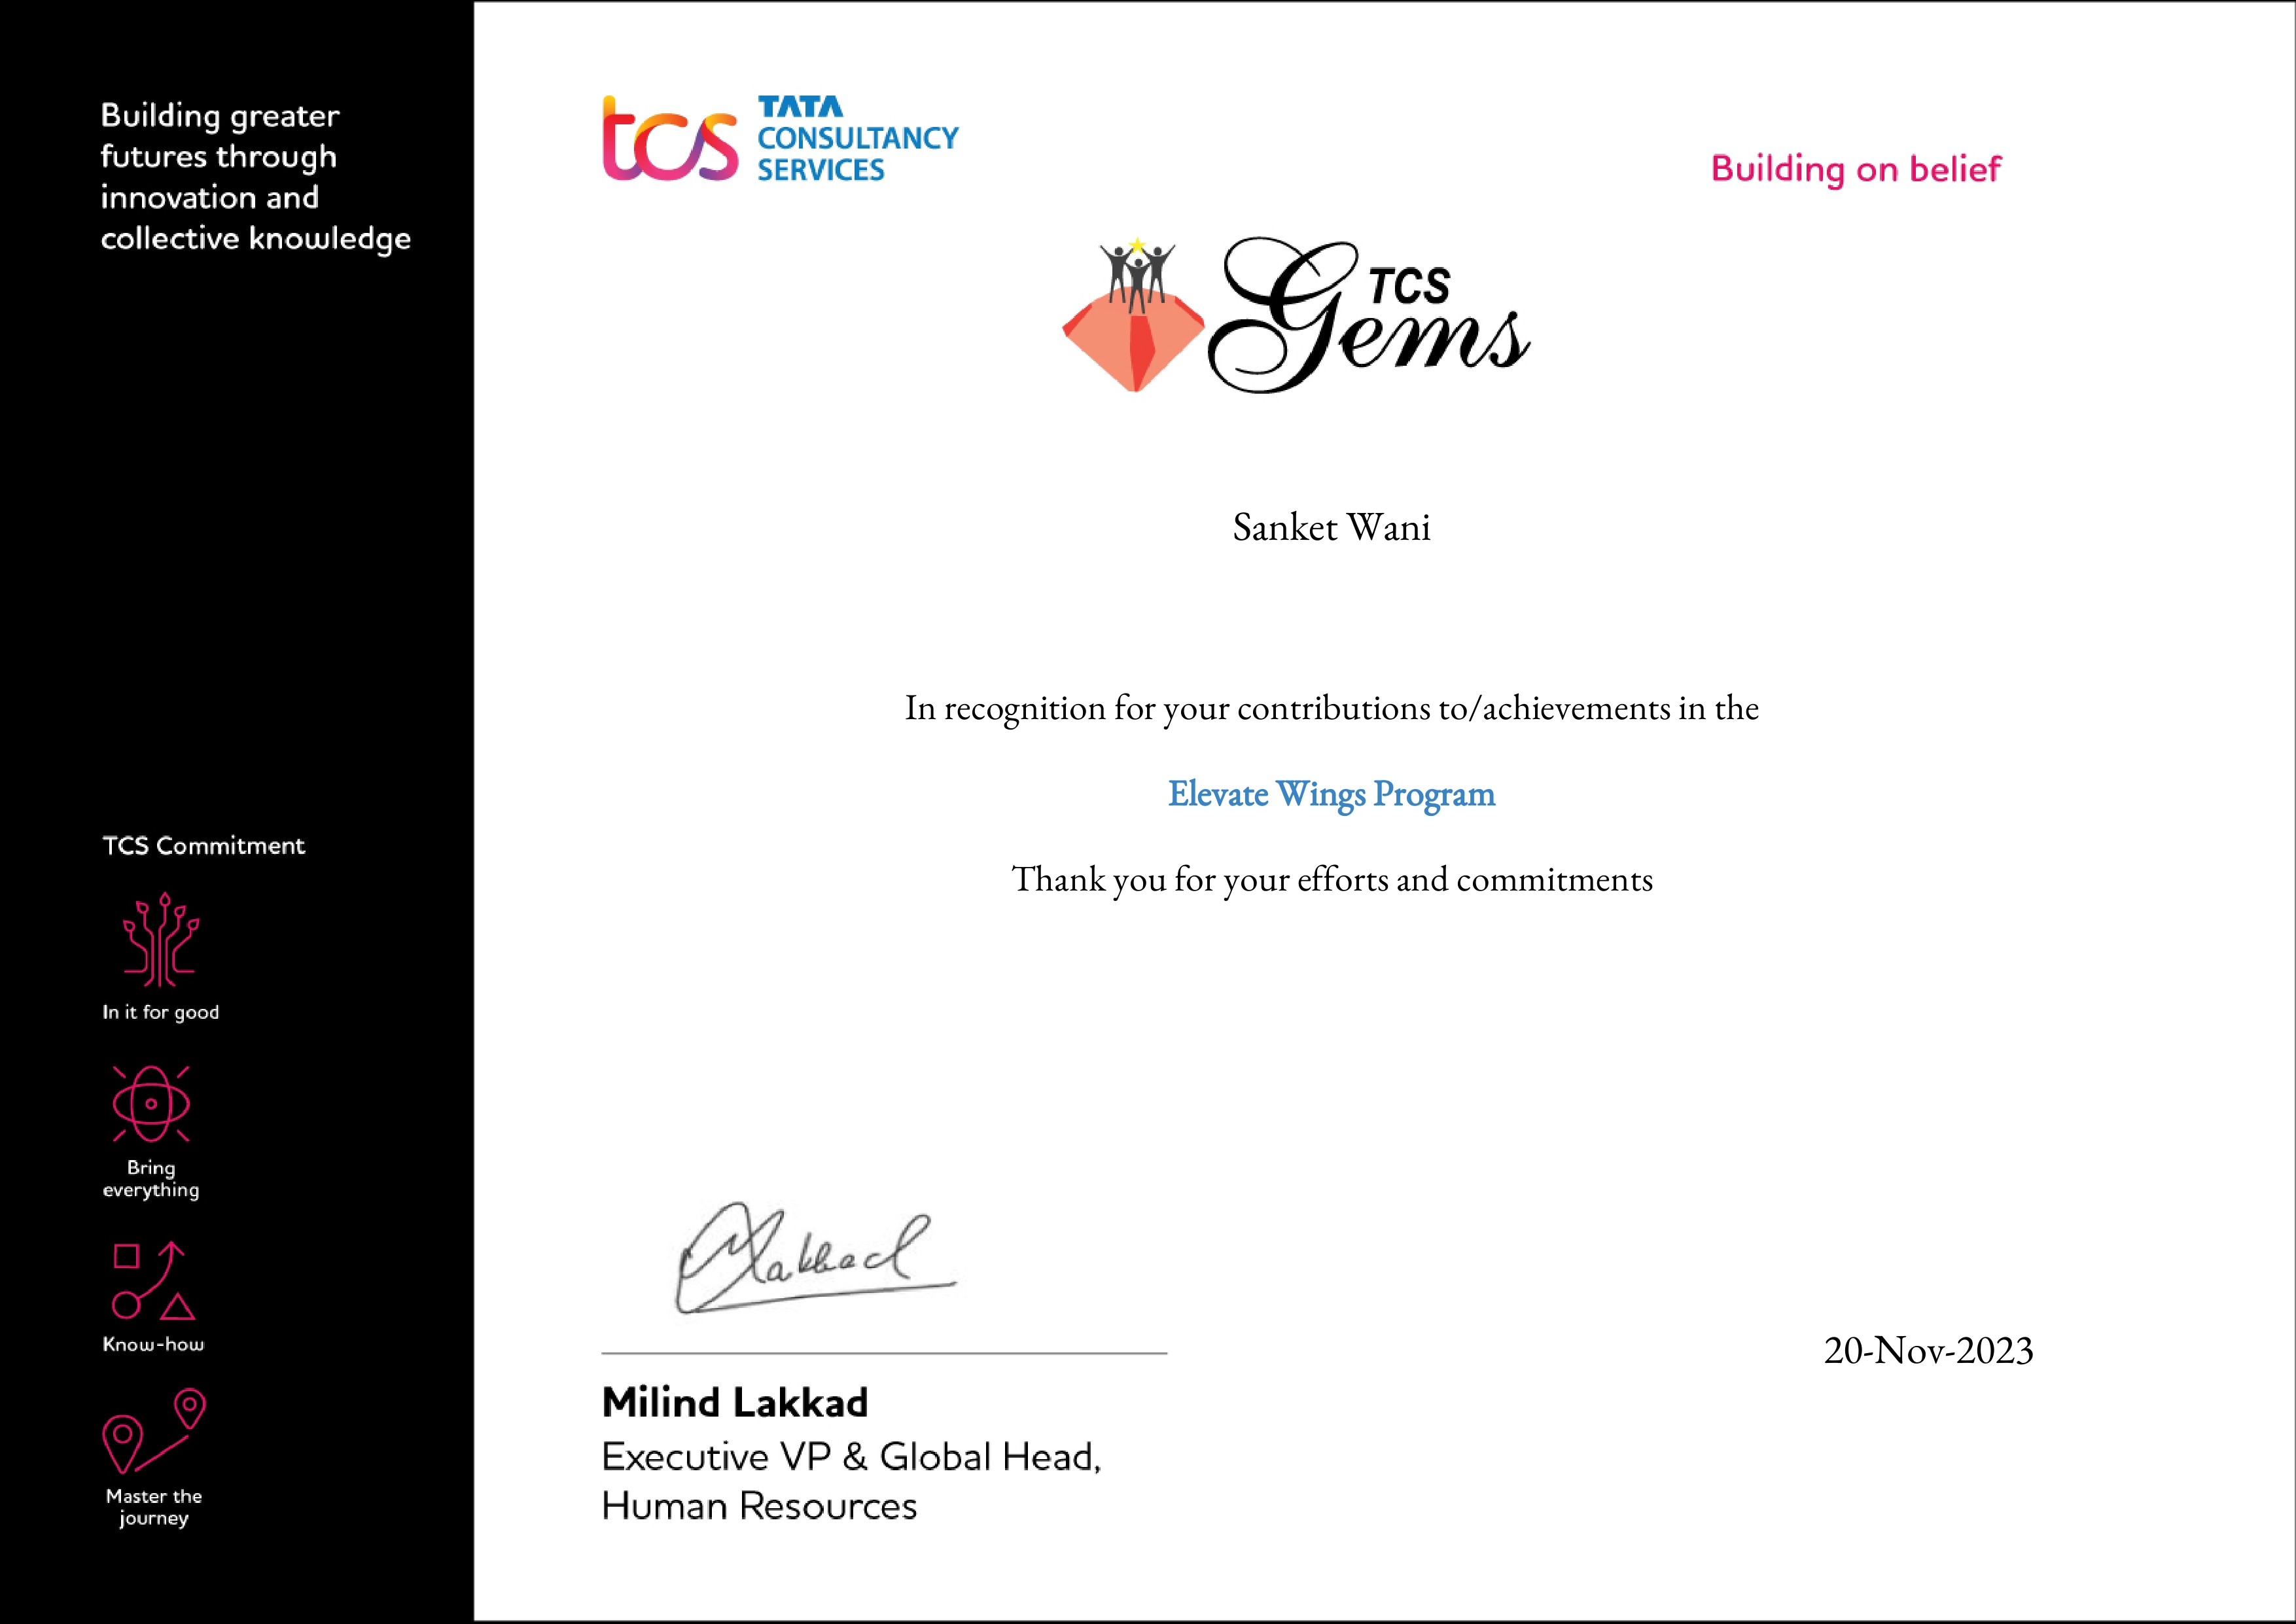 Building greater
futures through
innovation and
collective knowledge
TCS Commitment
In it for good
Bring
everything
Know-how
Master the
journey
tcs TATA
CONSULTANCY
SERVICES
Building on belief
TCS
Gems
Sanket Wani
In recognition for your contributions to/achievements in the
Elevate Wings Program
Thank you for your efforts and commitments
Lakkad
Milind Lakkad
Executive VP & Global Head,
Human Resources
20-Nov-2023